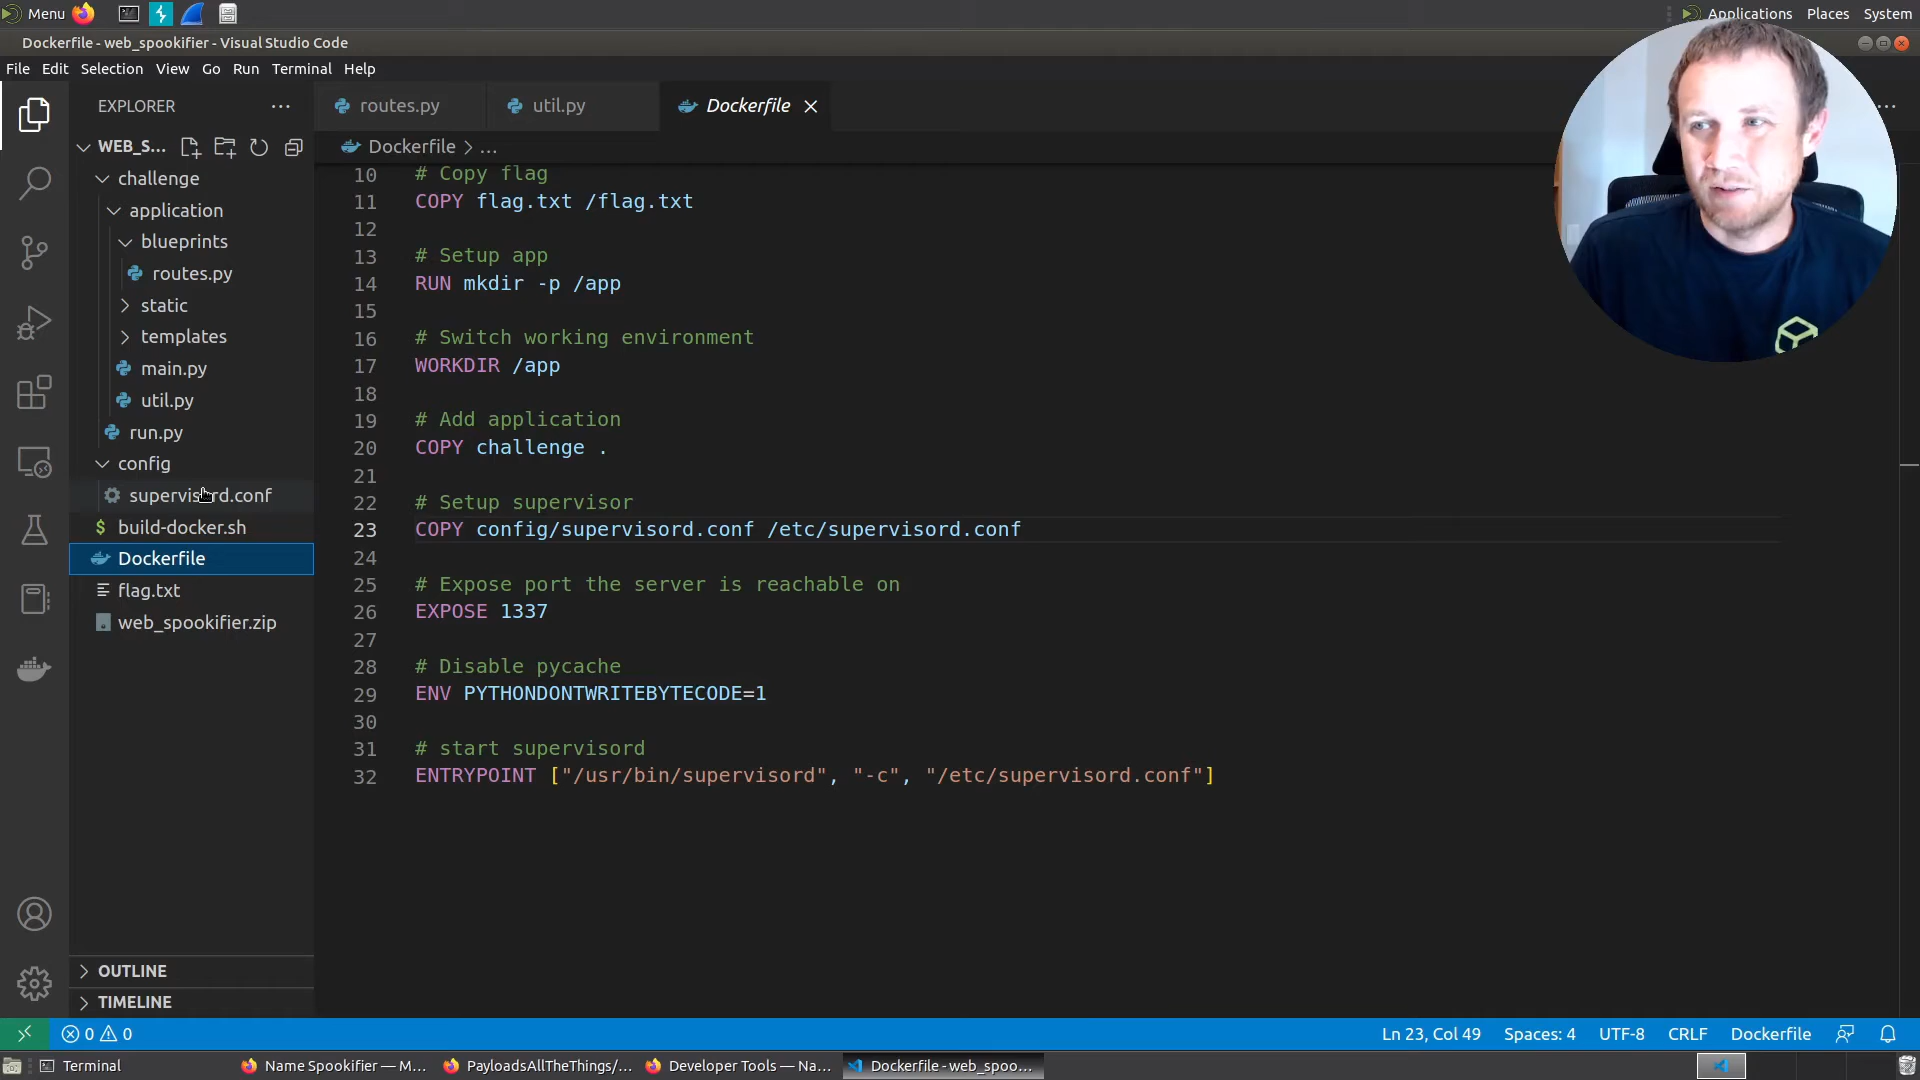 Menu
Applications Places System
Dockerfile - web_spookifier - Visual Studio Code
File Edit Selection View Go Run Terminal Help
EXPLORER
routes.py
util.py
Dockerfile
WEB_S...
Dockerfile > ...
challenge
application
blueprints
routes.py
static
templates
main.py
util.py
run.py
config
supervisord.conf
build-docker.sh
Dockerfile
flag.txt
web_spookifier.zip
OUTLINE
TIMELINE
10 # Copy flag
11 COPY flag.txt /flag.txt
12
13 # Setup app
14 RUN mkdir -p /app
15
16 # Switch working environment
17 WORKDIR /app
18
19 # Add application
20 COPY challenge .
21
22 # Setup supervisor
23 COPY config/supervisord.conf /etc/supervisord.conf
24
25 # Expose port the server is reachable on
26 EXPOSE 1337
27
28 # Disable pycache
29 ENV PYTHONDONTWRITEBYTECODE=1
30
31 # start supervisord
32 ENTRYPOINT ["/usr/bin/supervisord", "-c", "/etc/supervisord.conf"]
0 0
Ln 23, Col 49 Spaces: 4 UTF-8 CRLF Dockerfile
Terminal
Name Spookifier — M...
PayloadsAllTheThings/...
Developer Tools — Na...
Dockerfile - web_spoo...